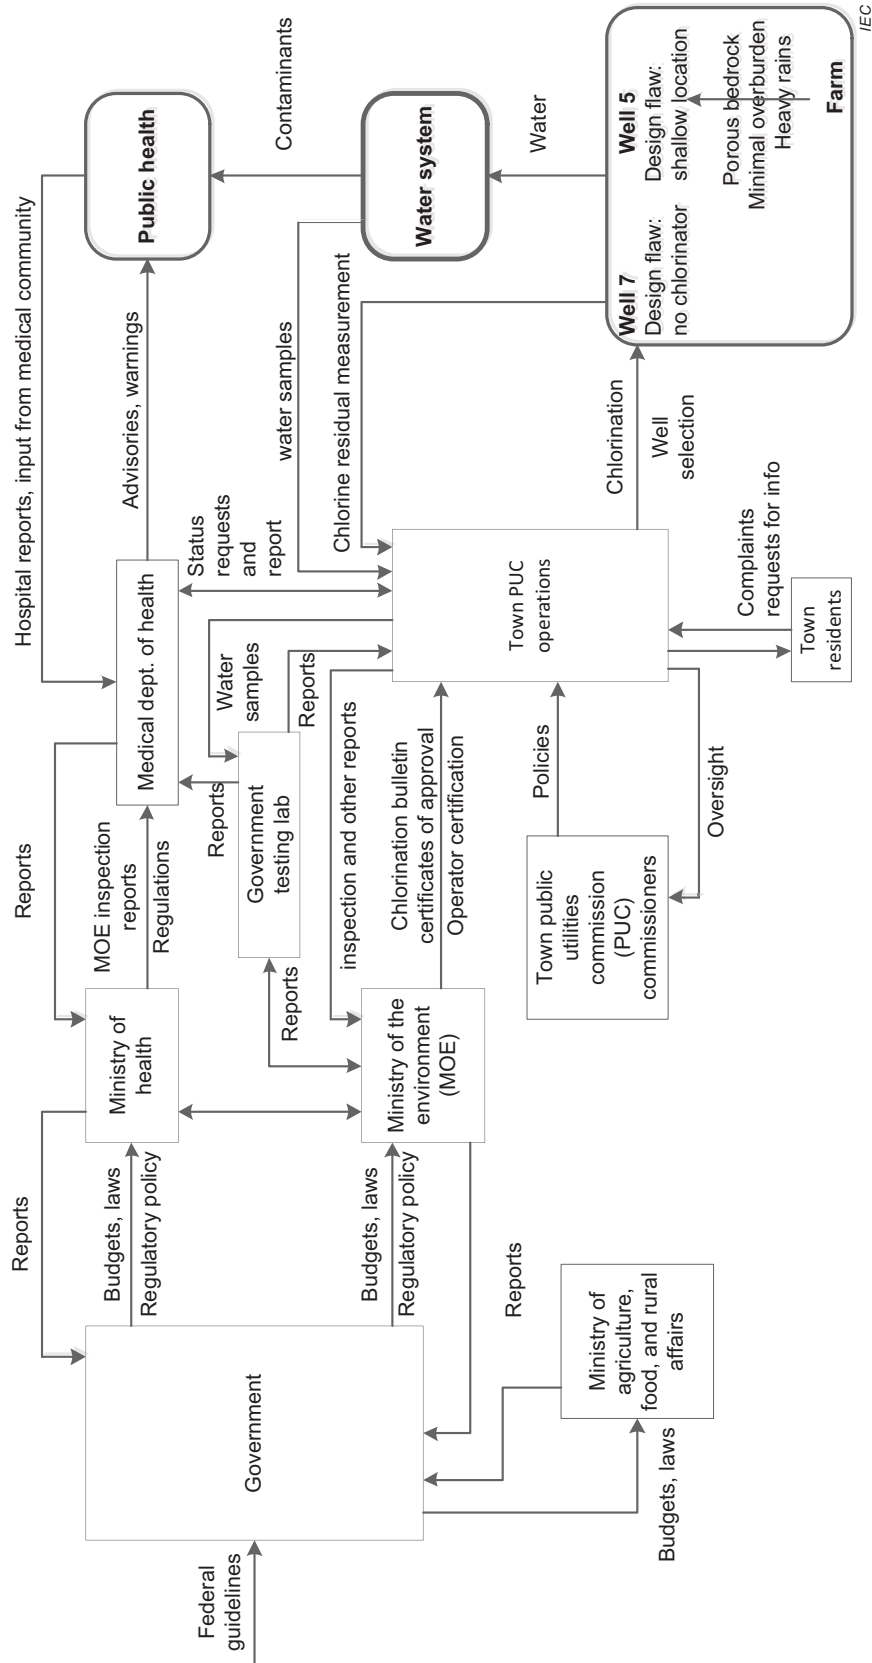 Federal
guidelines
Government
Reports
Budgets, laws
Regulatory policy
Budgets, laws
Regulatory policy
Reports
Budgets, laws
Ministry of
agriculture,
food, and rural
affairs
Ministry of
health
Ministry of the
environment
(MOE)
Reports
MOE inspection
reports
Regulations
Reports
Reports
Government
testing lab
Water
samples
Reports
inspection and other reports
Chlorination bulletin
certificates of approval
Operator certification
Town public
utilities
commission
(PUC)
commissioners
Policies
Oversight
Hospital reports, input from medical community
Medical dept. of health
Advisories, warnings
Status
requests
and
report
water samples
Chlorine residual measurement
Town PUC
operations
Complaints
requests for info
Town
residents
Chlorination
Well
selection
Public health
Contaminants
Water system
Water
Well 7
Design flaw:
no chlorinator
Well 5
Design flaw:
shallow location
Porous bedrock
Minimal overburden
Heavy rains
Farm
IEC